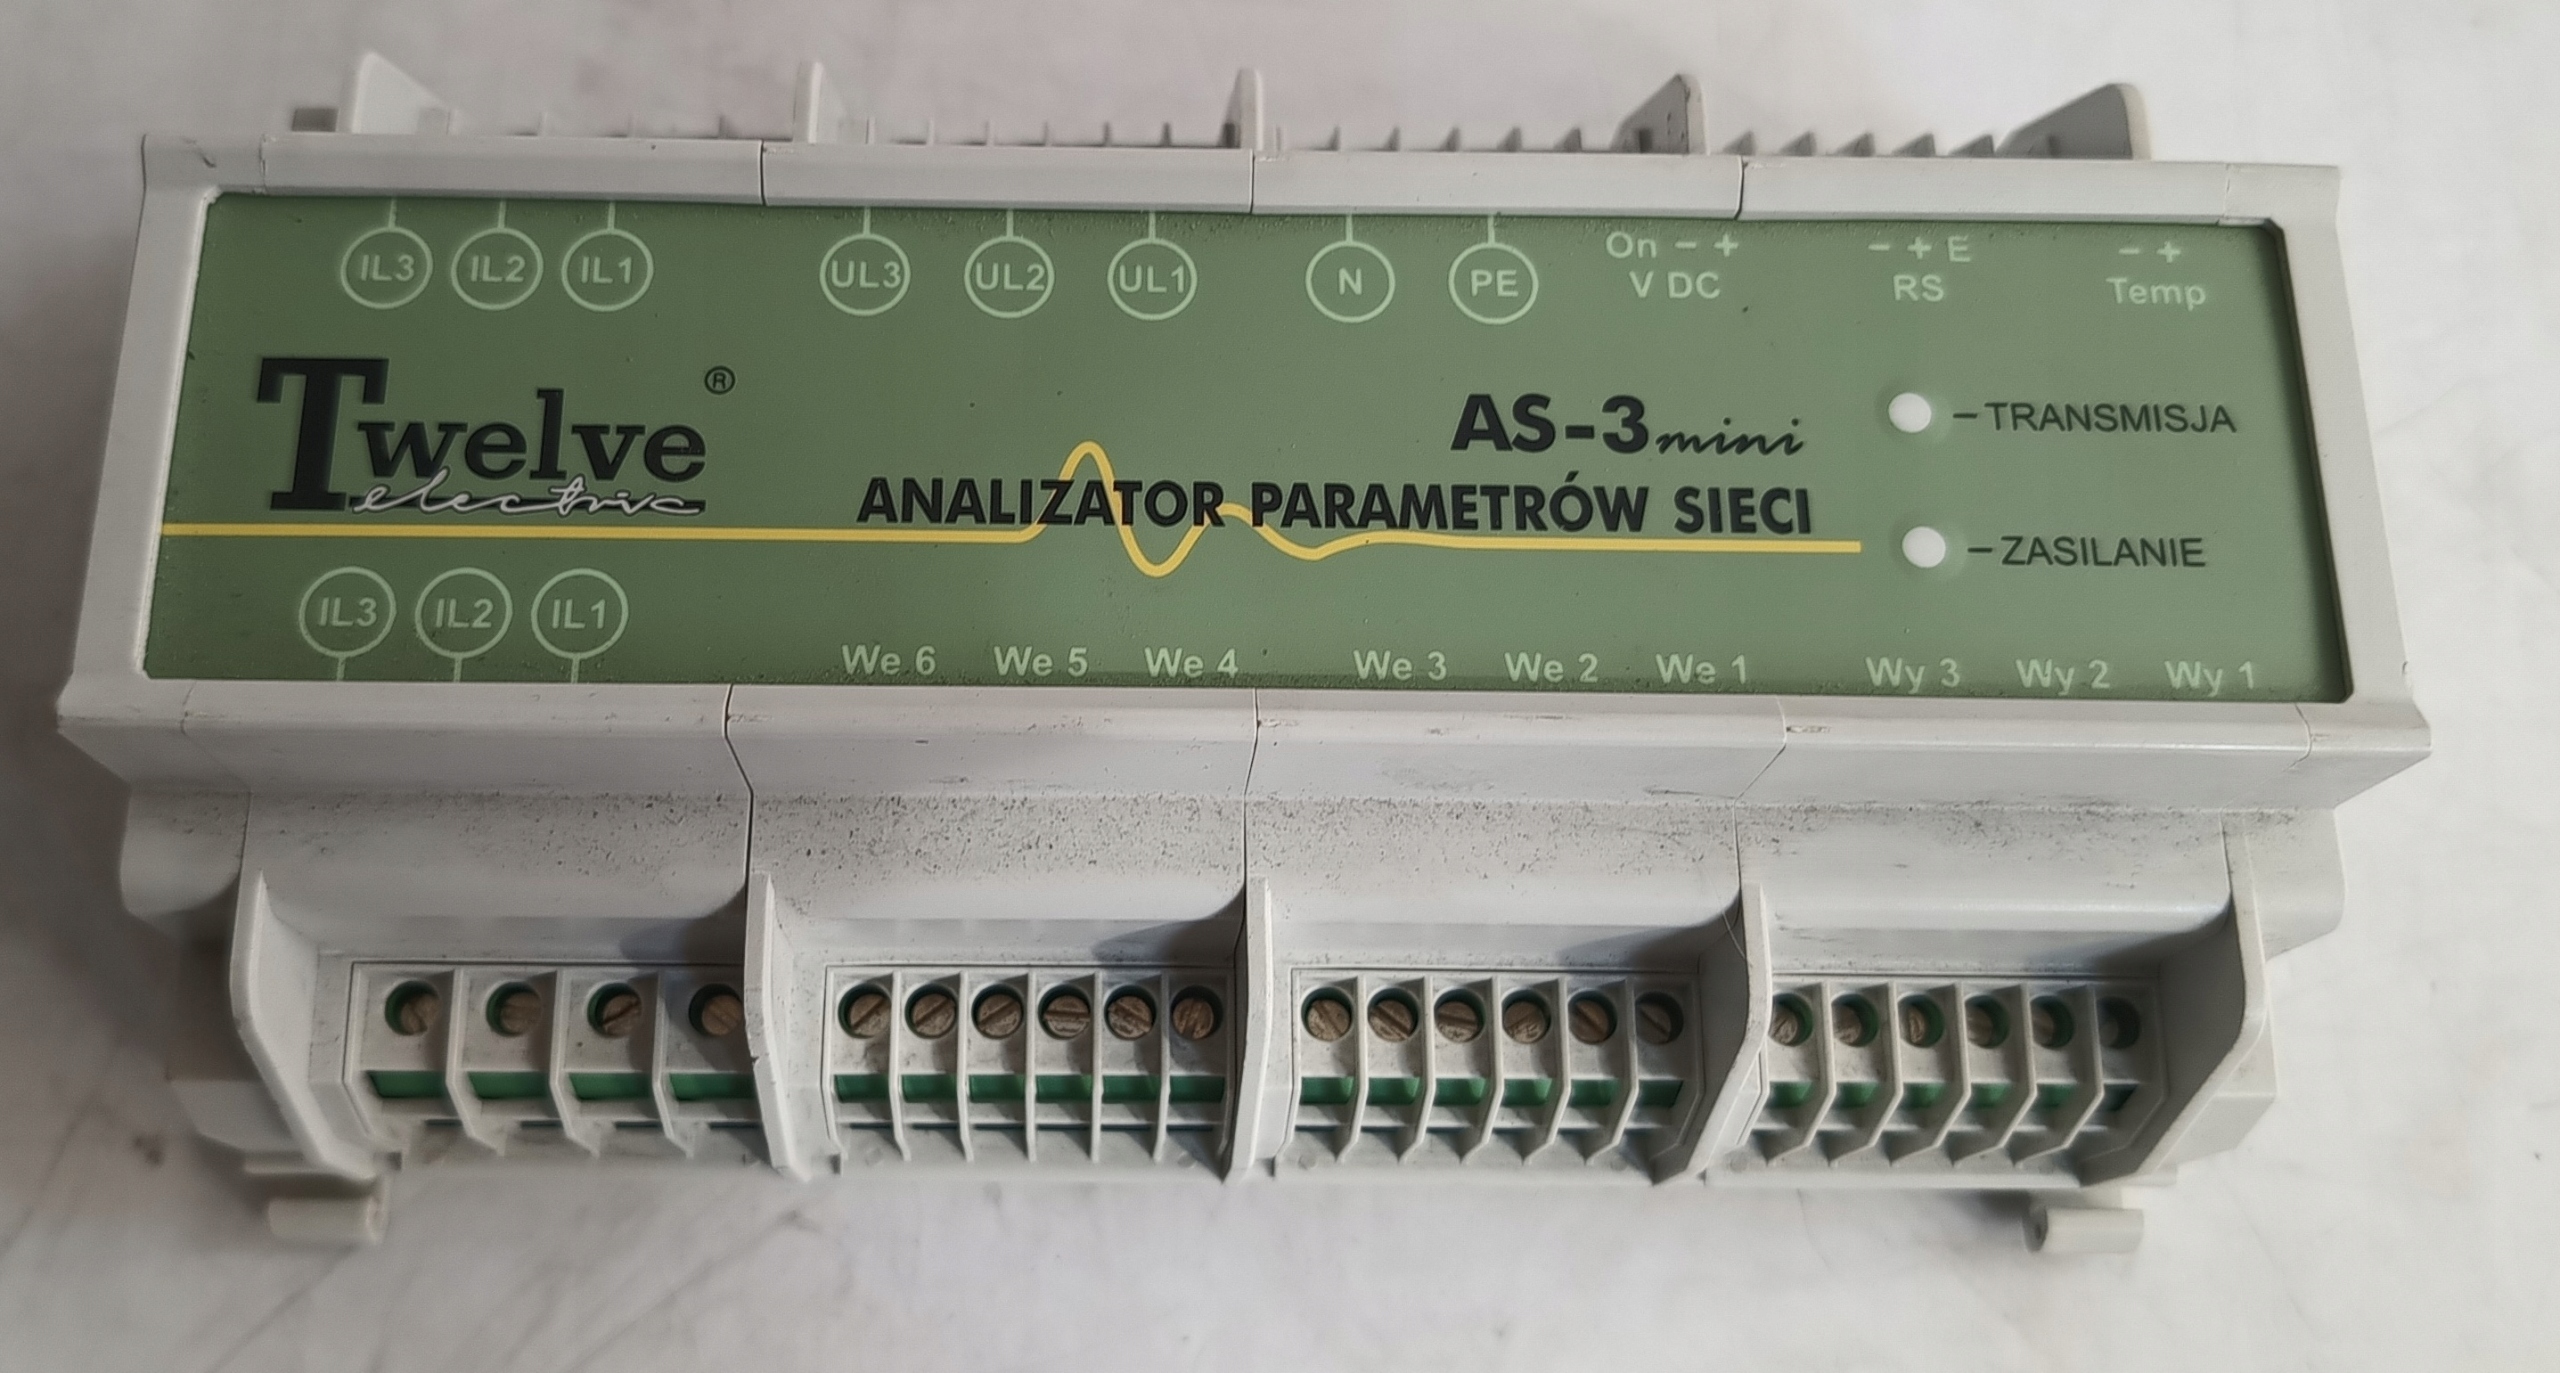 IL3 IL2 IL1 UL3 UL2 UL1 N PE On - + - + E - +
V DC RS Temp
Twelve ®
electric
AS-3 mini
ANALIZATOR PARAMETRÓW SIECI
- TRANSMISJA
- ZASILANIE
IL3 IL2 IL1
We 6 We 5 We 4 We 3 We 2 We 1 Wy 3 Wy 2 Wy 1